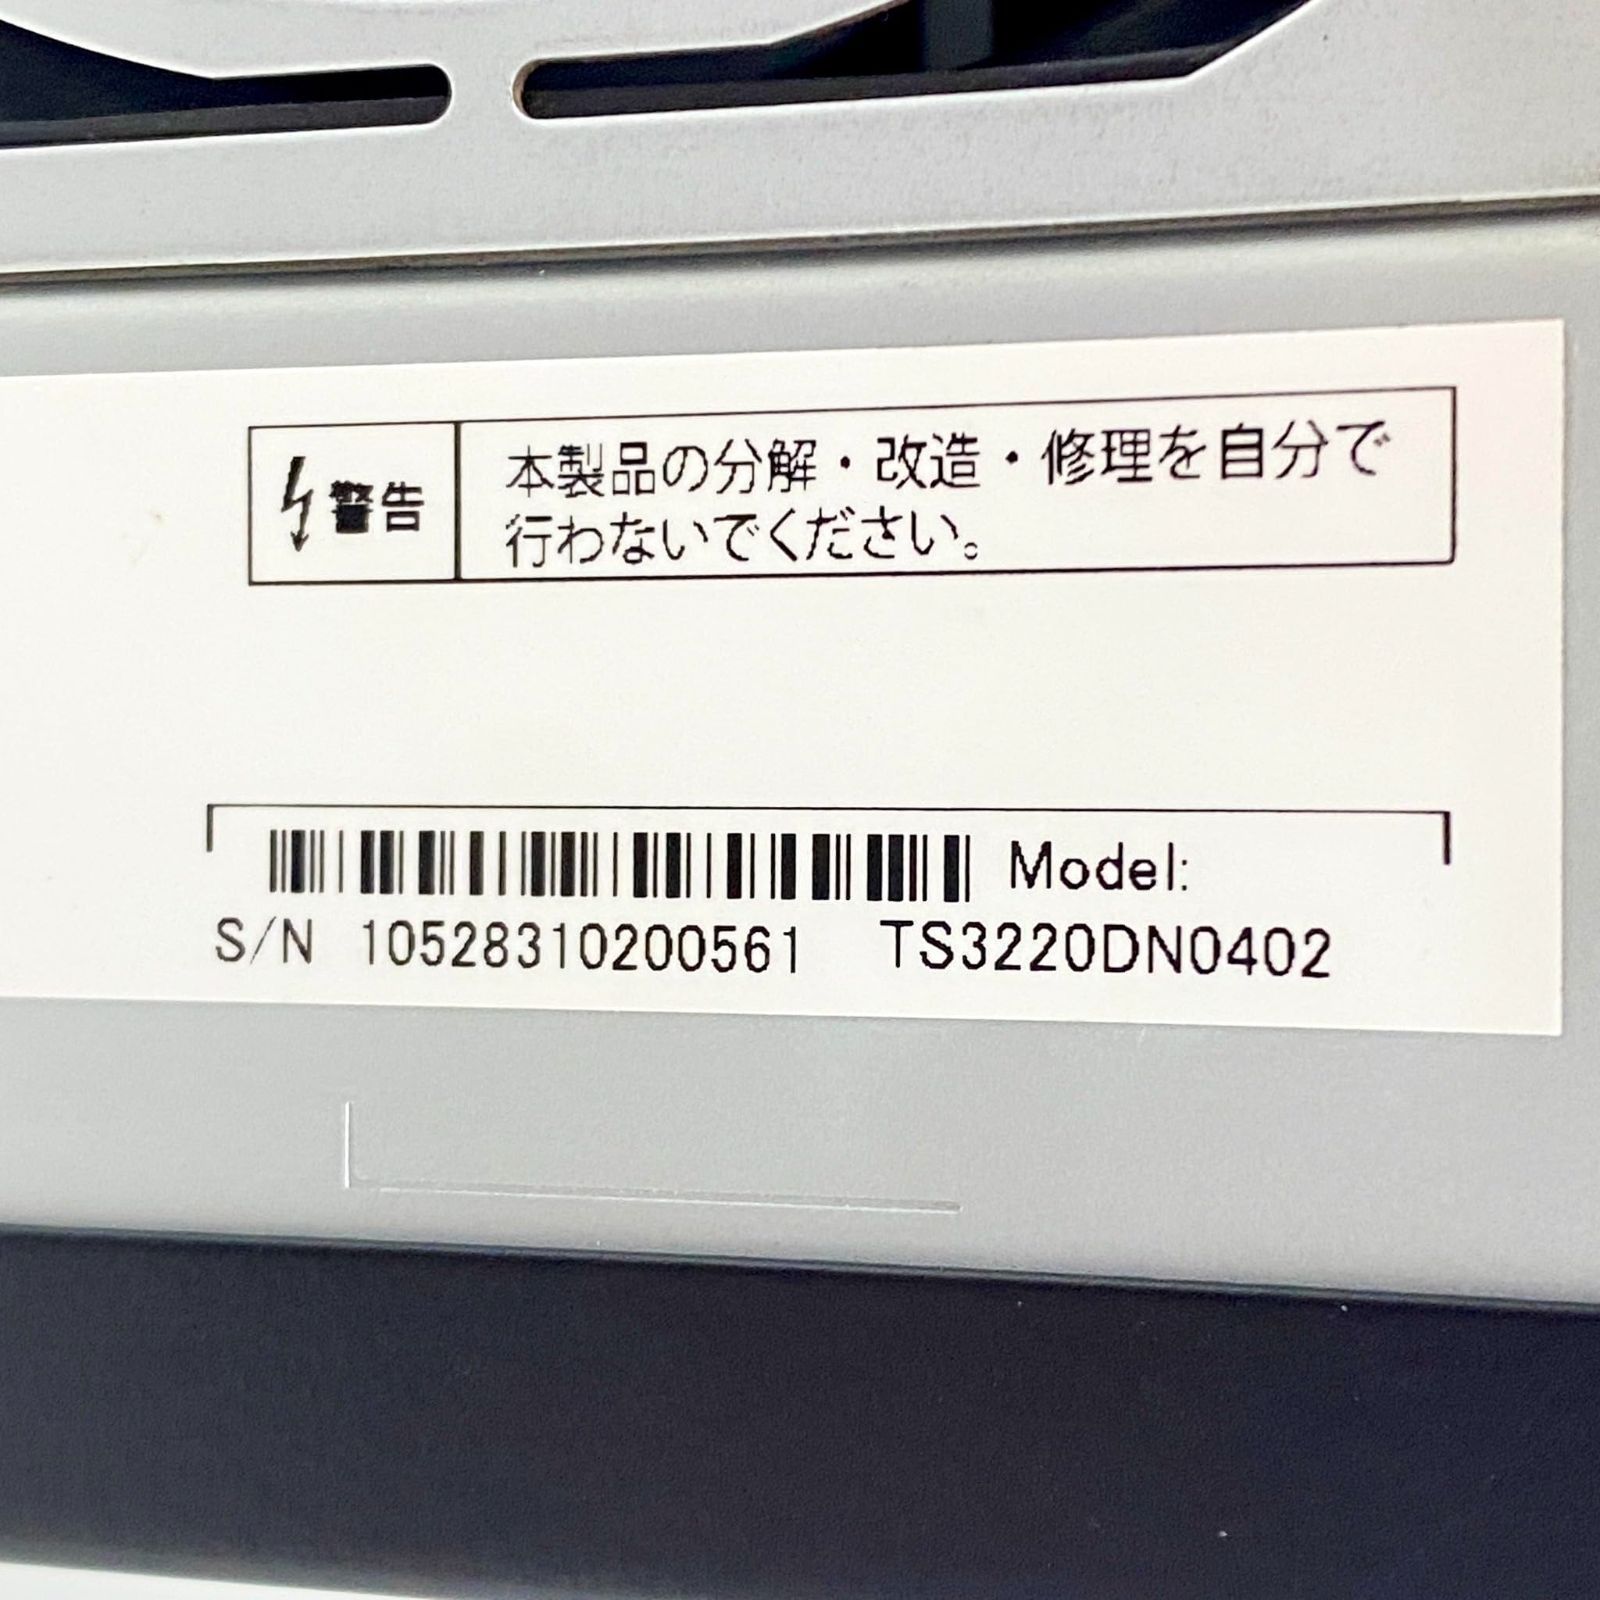 警告
本製品の分解・改造・修理を自分で
行わないでください。
Model:
S/N 10528310200561 TS3220DN0402